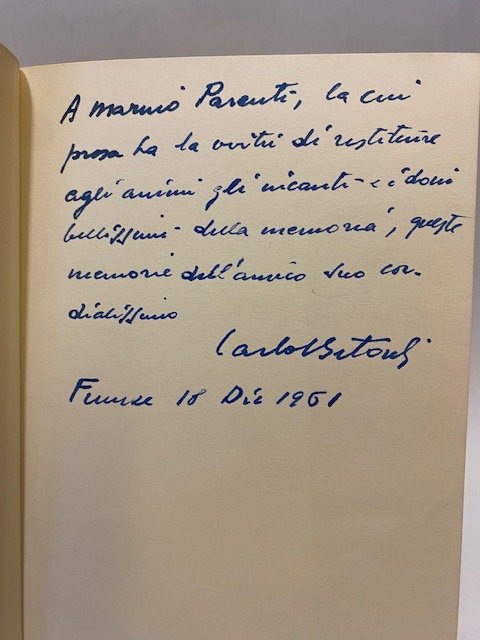 A Marino Parenti, la cui
prosa ha la virtù di restituire
agli animi gli incanti e i doni
bellissimi della memoria, queste
memorie dell'amico suo cor-
dialissimo
Carlo Betocchi
Firenze 18 Dic 1961